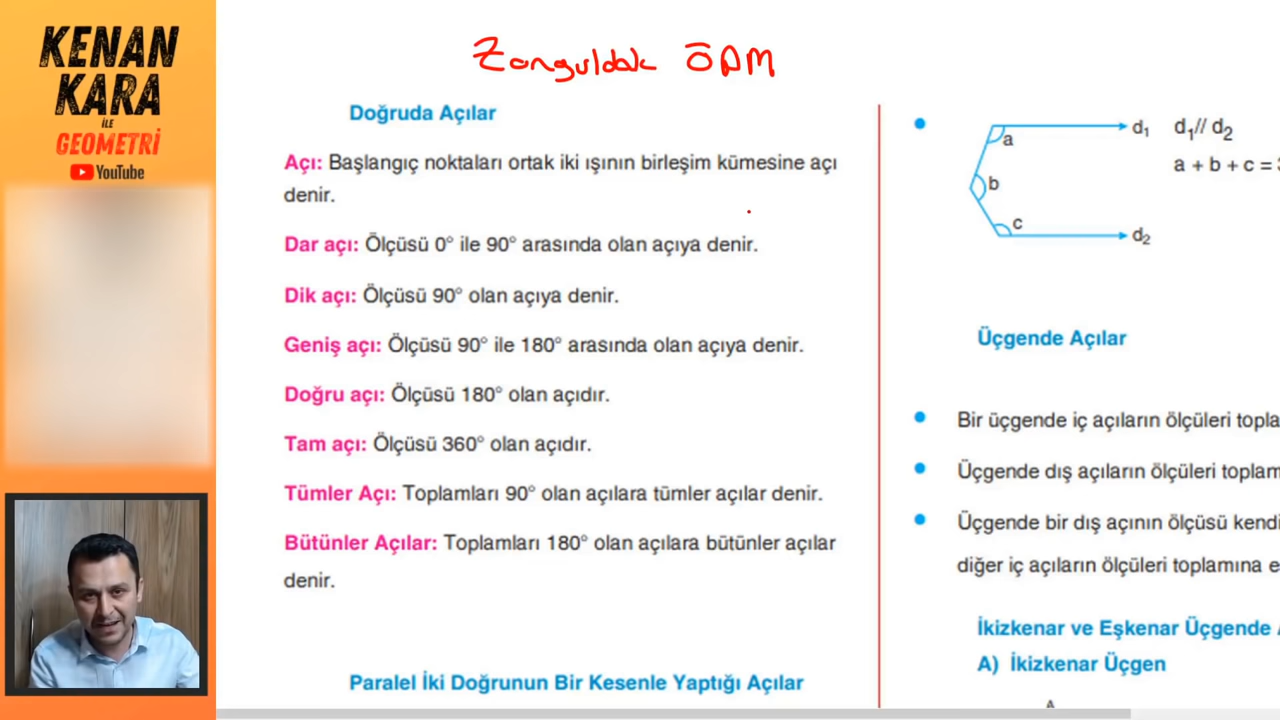 KENAN
KARA
İLE
GEOMETRİ
YouTube
Zonguldak ÖDM
Doğruda Açılar
Açı: Başlangıç noktaları ortak iki ışının birleşim kümesine açı
denir.
Dar açı: Ölçüsü 0° ile 90° arasında olan açıya denir.
Dik açı: Ölçüsü 90° olan açıya denir.
Geniş açı: Ölçüsü 90° ile 180° arasında olan açıya denir.
Doğru açı: Ölçüsü 180° olan açıdır.
Tam açı: Ölçüsü 360° olan açıdır.
Tümler Açı: Toplamları 90° olan açılara tümler açılar denir.
Bütünler Açılar: Toplamları 180° olan açılara bütünler açılar
denir.
Paralel İki Doğrunun Bir Kesenle Yaptığı Açılar
a
b
c
d₁
d₂
d₁// d₂
a + b + c =
Üçgende Açılar
Bir üçgende iç açıların ölçüleri
Üçgende dış açıların ölçüleri
Üçgende bir dış açının ölçüsü
diğer iç açıların ölçüleri toplamına
İkizkenar ve Eşkenar Üçgende
A) İkizkenar Üçgen